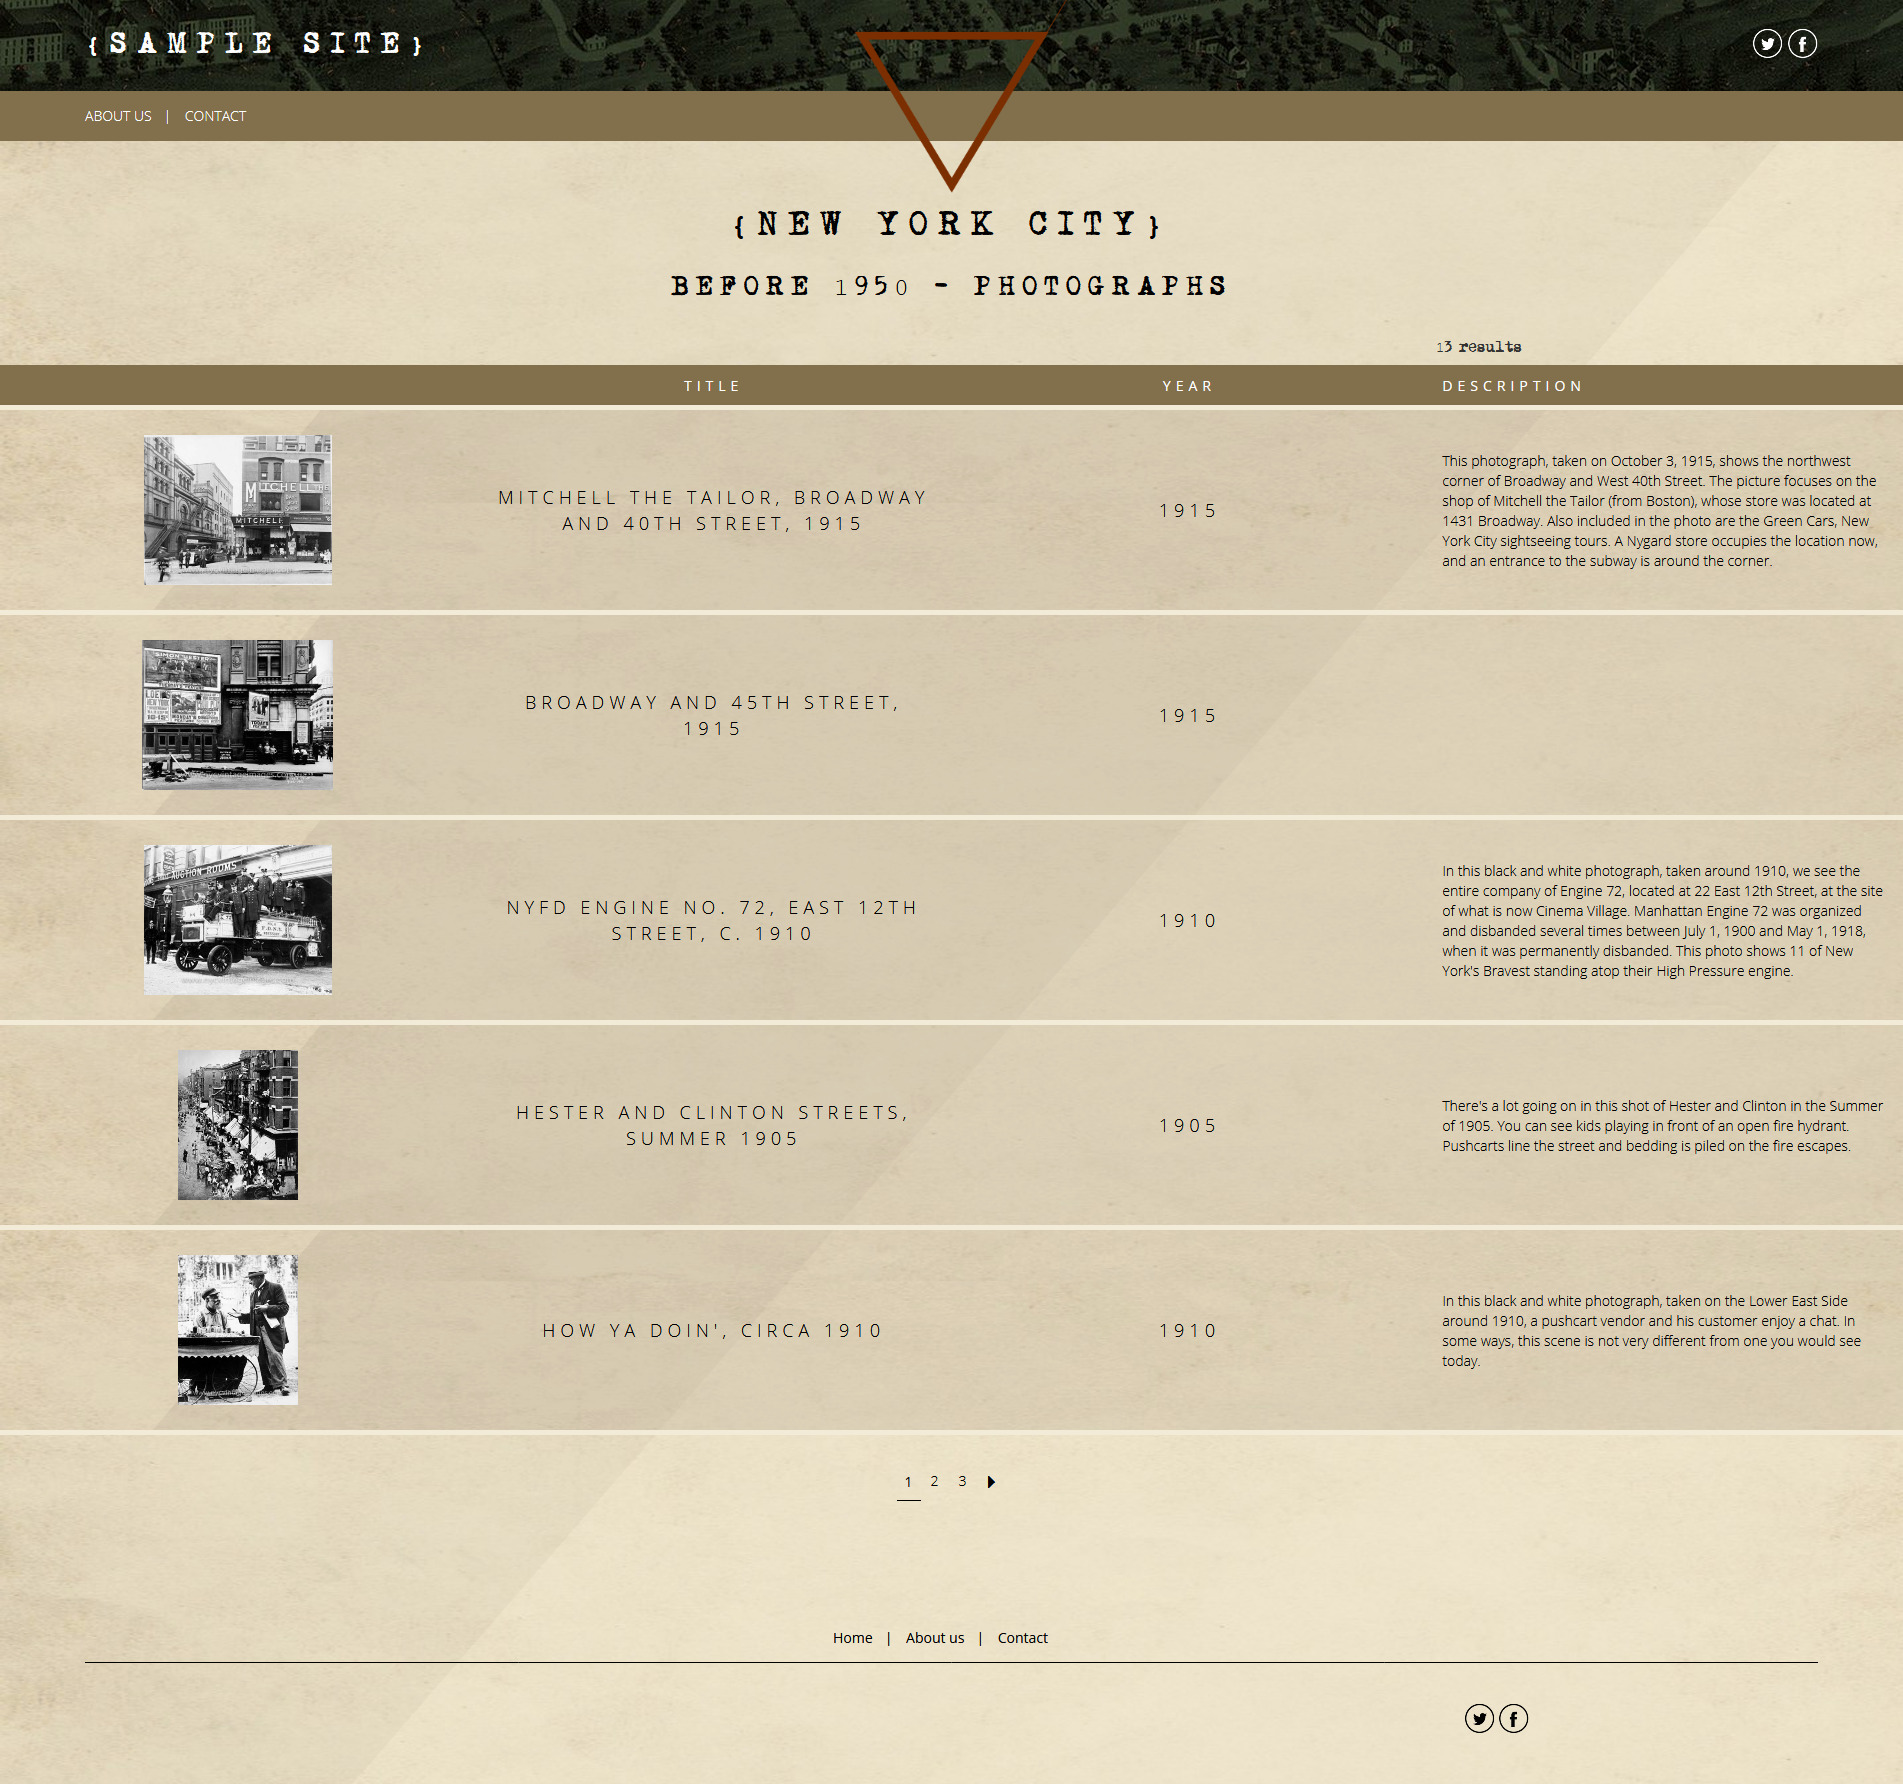 {SAMPLE SITE}
ABOUT US | CONTACT
{NEW YORK CITY}
BEFORE 1950 - PHOTOGRAPHS
13 results
TITLE YEAR DESCRIPTION
MITCHELL
MITCHELL THE TAILOR, BROADWAY
AND 40TH STREET, 1915
1915
This photograph, taken on October 3, 1915, shows the northwest
corner of Broadway and West 40th Street. The picture focuses on the
shop of Mitchell the Tailor (from Boston), whose store was located at
1431 Broadway. Also included in the photo are the Green Cars, New
York City sightseeing tours. A Nygard store occupies the location now,
and an entrance to the subway is around the corner.
BROADWAY AND 45TH STREET,
1915
1915
AUCTION ROOMS
NYFD ENGINE NO. 72, EAST 12TH
STREET, C. 1910
1910
In this black and white photograph, taken around 1910, we see the
entire company of Engine 72, located at 22 East 12th Street, at the site
of what is now Cinema Village. Manhattan Engine 72 was organized
and disbanded several times between July 1, 1900 and May 1, 1918,
when it was permanently disbanded. This photo shows 11 of New
York's Bravest standing atop their High Pressure engine.
HESTER AND CLINTON STREETS,
SUMMER 1905
1905
There's a lot going on in this shot of Hester and Clinton in the Summer
of 1905. You can see kids playing in front of an open fire hydrant.
Pushcarts line the street and bedding is piled on the fire escapes.
HOW YA DOIN', CIRCA 1910
1910
In this black and white photograph, taken on the Lower East Side
around 1910, a pushcart vendor and his customer enjoy a chat. In
some ways, this scene is not very different from one you would see
today.
1 2 3
Home | About us | Contact